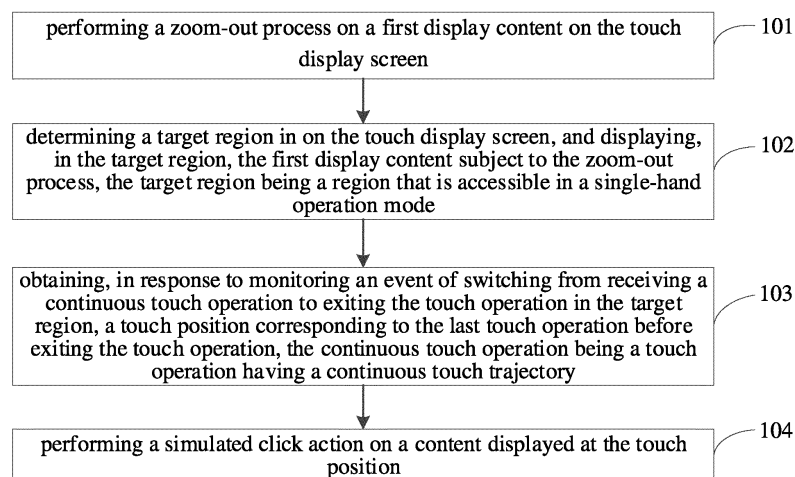 performing a zoom-out process on a first display content on the touch
display screen
101
determining a target region in on the touch display screen, and displaying,
in the target region, the first display content subject to the zoom-out
process, the target region being a region that is accessible in a single-hand
operation mode
102
obtaining, in response to monitoring an event of switching from receiving a
continuous touch operation to exiting the touch operation in the target
region, a touch position corresponding to the last touch operation before
exiting the touch operation, the continuous touch operation being a touch
operation having a continuous touch trajectory
103
performing a simulated click action on a content displayed at the touch
position
104